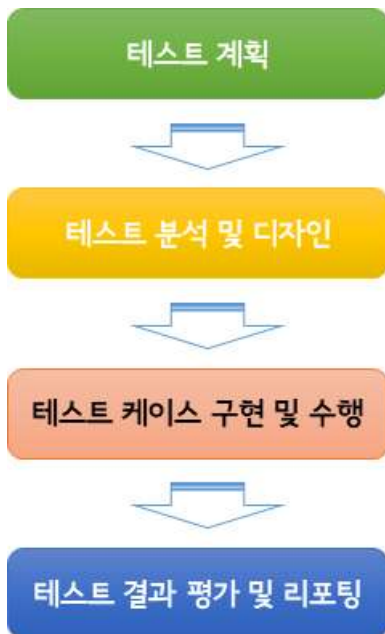 테스트 계획
테스트 분석 및 디자인
테스트 케이스 구현 및 수행
테스트 결과 평가 및 리포팅